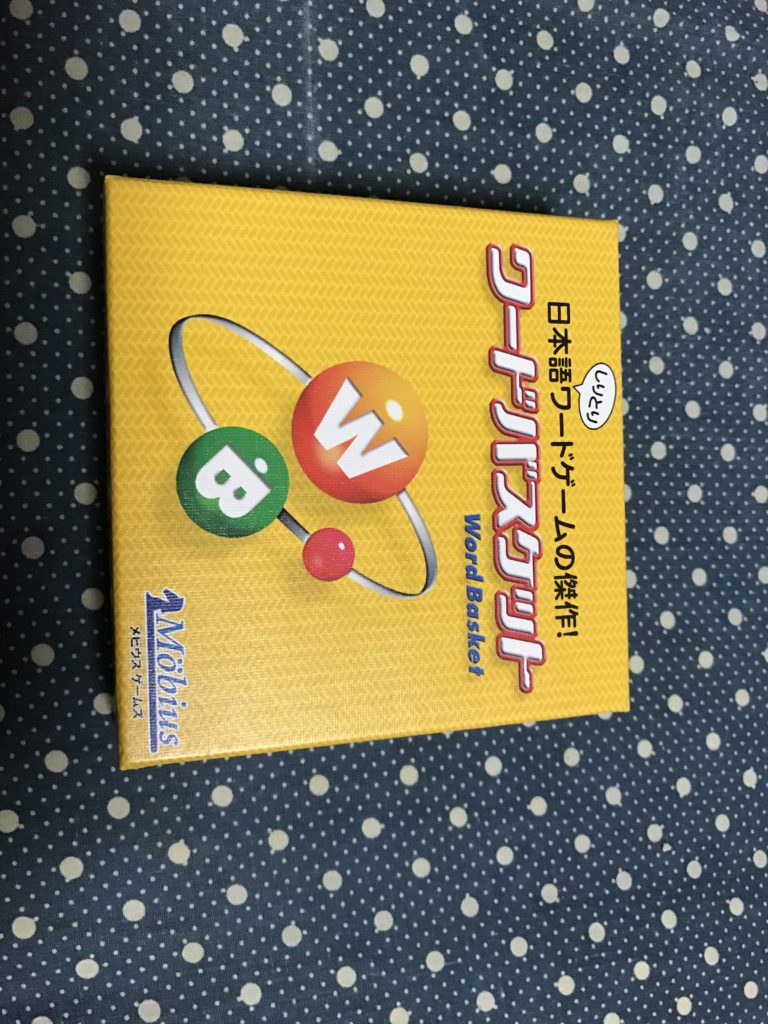 しりとり
日本語ワードゲームの傑作!
ワードバスケット
Word Basket
W
B
Möbius
メビウス ゲームズ